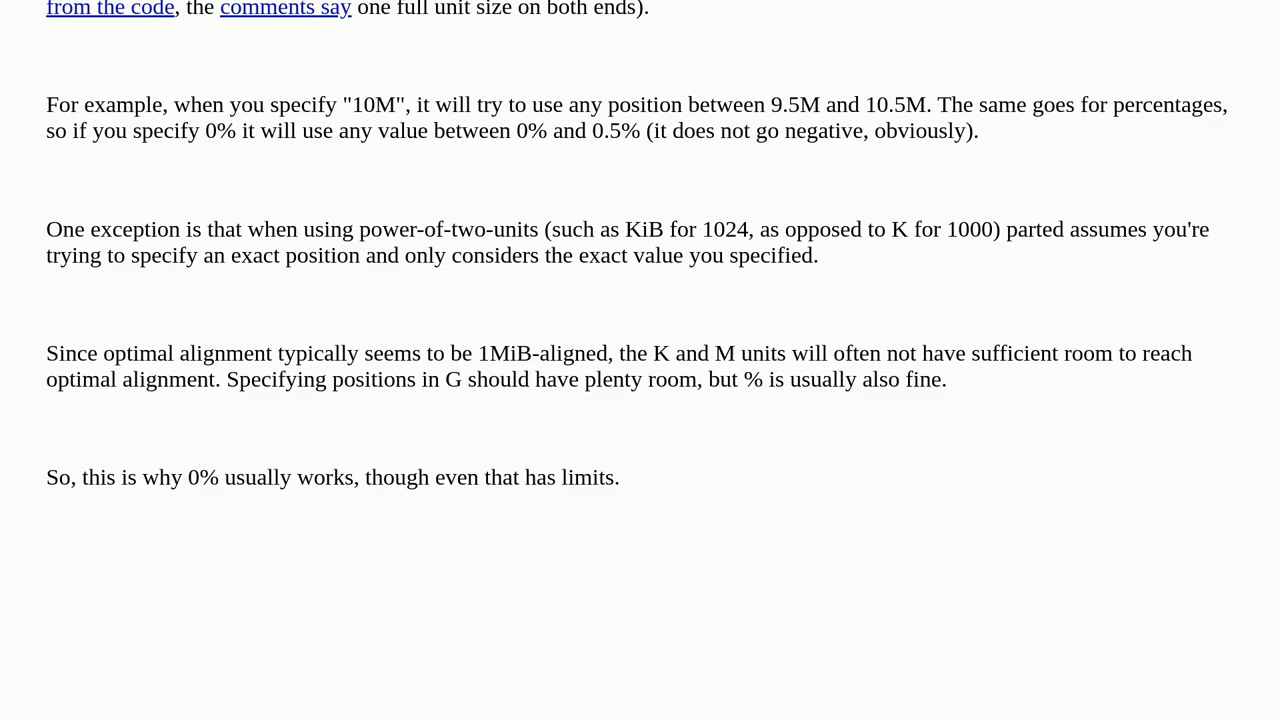 from the code, the comments say one full unit size on both ends).
For example, when you specify "10M", it will try to use any position between 9.5M and 10.5M. The same goes for percentages,
so if you specify 0% it will use any value between 0% and 0.5% (it does not go negative, obviously).
One exception is that when using power-of-two-units (such as KiB for 1024, as opposed to K for 1000) parted assumes you're
trying to specify an exact position and only considers the exact value you specified.
Since optimal alignment typically seems to be 1MiB-aligned, the K and M units will often not have sufficient room to reach
optimal alignment. Specifying positions in G should have plenty room, but % is usually also fine.
So, this is why 0% usually works, though even that has limits.